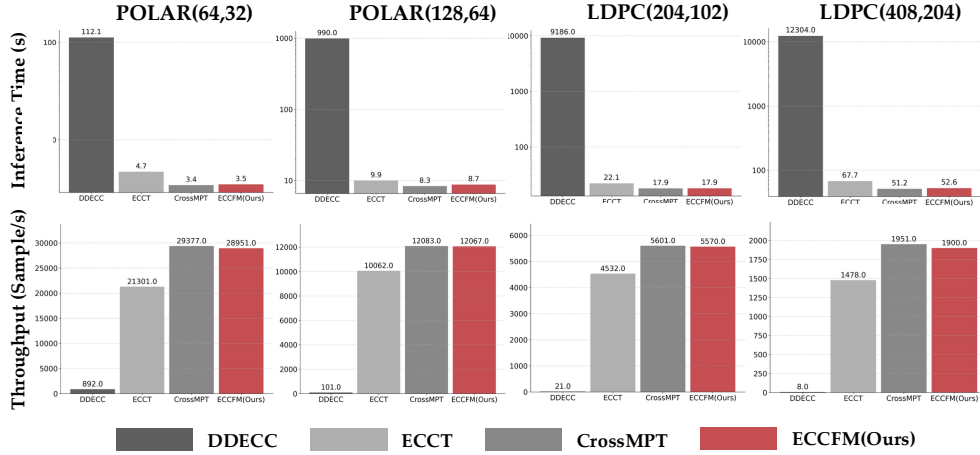 POLAR(64,32)
POLAR(128,64)
LDPC(204,102)
LDPC(408,204)
Inference Time (s)
100
0
112.1
4.7
3.4
3.5
DDECC
ECCT
CrossMPT
ECCFM(Ours)
1000
100
10
990.0
9.9
8.3
8.7
DDECC
ECCT
CrossMPT
ECCFM(Ours)
10000
1000
100
9186.0
22.1
17.9
17.9
DDECC
ECCT
CrossMPT
ECCFM(Ours)
10000
1000
100
12304.0
67.7
51.2
52.6
DDECC
ECCT
CrossMPT
ECCFM(Ours)
Throughput (Sample/s)
30000
25000
20000
15000
10000
5000
0
892.0
21301.0
29377.0
28951.0
DDECC
ECCT
CrossMPT
ECCFM(Ours)
12000
10000
8000
6000
4000
2000
0
101.0
10062.0
12083.0
12067.0
DDECC
ECCT
CrossMPT
ECCFM(Ours)
6000
5000
4000
3000
2000
1000
0
21.0
4532.0
5601.0
5570.0
DDECC
ECCT
CrossMPT
ECCFM(Ours)
2000
1750
1500
1250
1000
750
500
250
0
8.0
1478.0
1951.0
1900.0
DDECC
ECCT
CrossMPT
ECCFM(Ours)
DDECC
ECCT
CrossMPT
ECCFM(Ours)